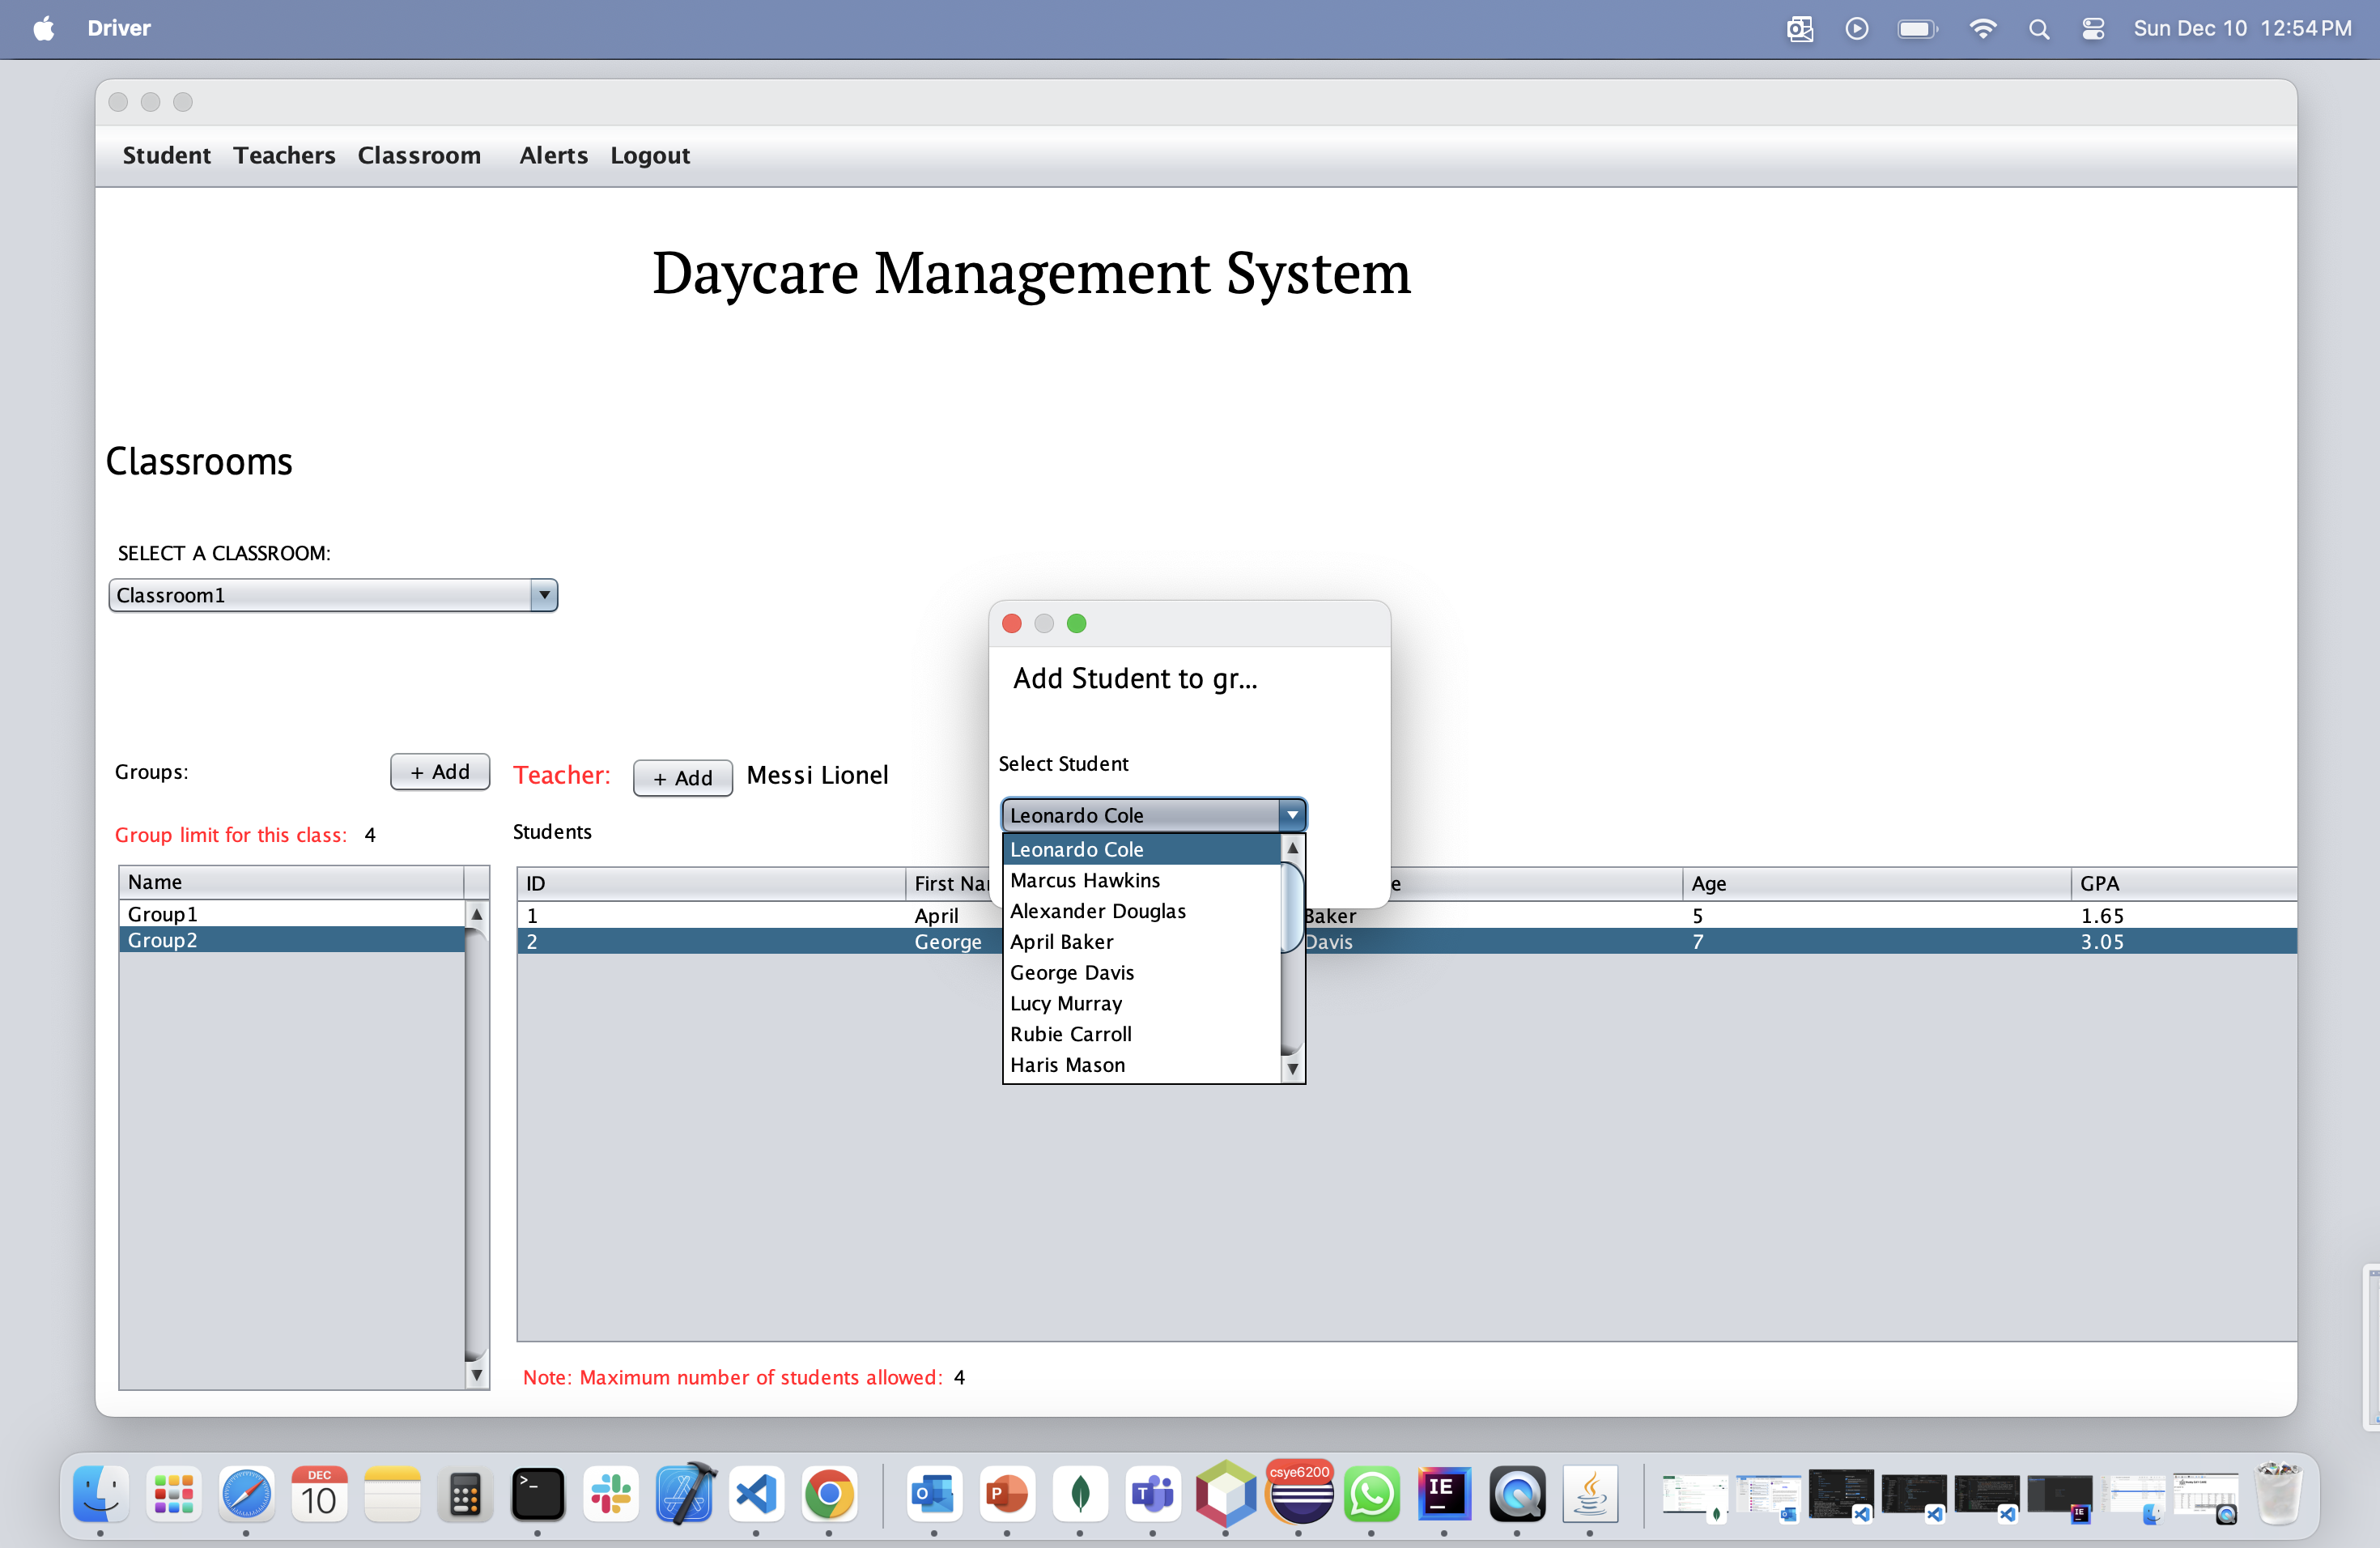 Driver
Sun Dec 10 12:54 PM
Student Teachers Classroom Alerts Logout
Daycare Management System
Classrooms
SELECT A CLASSROOM:
Classroom1
Add Student to gr...
Select Student
Groups: + Add Teacher: + Add Messi Lionel
Leonardo Cole
Group limit for this class: 4
Students
Leonardo Cole
Marcus Hawkins
Alexander Douglas
April Baker
George Davis
Lucy Murray
Rubie Carroll
Haris Mason
Name
Group1
Group2
ID First Na e Age GPA
1 April Baker 5 1.65
2 George Davis 7 3.05
Note: Maximum number of students allowed: 4
DEC
10
csye6200
IE